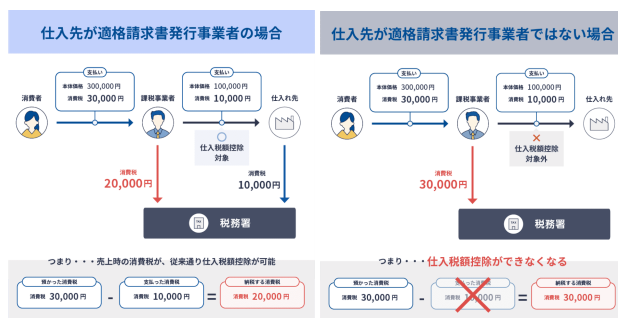 仕入先が適格請求書発行事業者の場合
支払い
本体価格 300,000円
消費税 30,000円
支払い
本体価格 100,000円
消費税 10,000円
消費者
課税事業者
仕入れ先
仕入税額控除
対象
消費税
20,000円
消費税
10,000円
税務署
つまり・・・売上時の消費税が、従来通り仕入税額控除が可能
預かった消費税
消費税 30,000円
-
支払った消費税
消費税 10,000円
=
納税する消費税
消費税 20,000円
仕入先が適格請求書発行事業者ではない場合
支払い
本体価格 300,000円
消費税 30,000円
支払い
本体価格 100,000円
消費税 10,000円
消費者
課税事業者
仕入れ先
仕入税額控除
対象外
消費税
30,000円
税務署
つまり・・・仕入税額控除ができなくなる
預かった消費税
消費税 30,000円
-
支払った消費税
消費税 10,000円
=
納税する消費税
消費税 30,000円